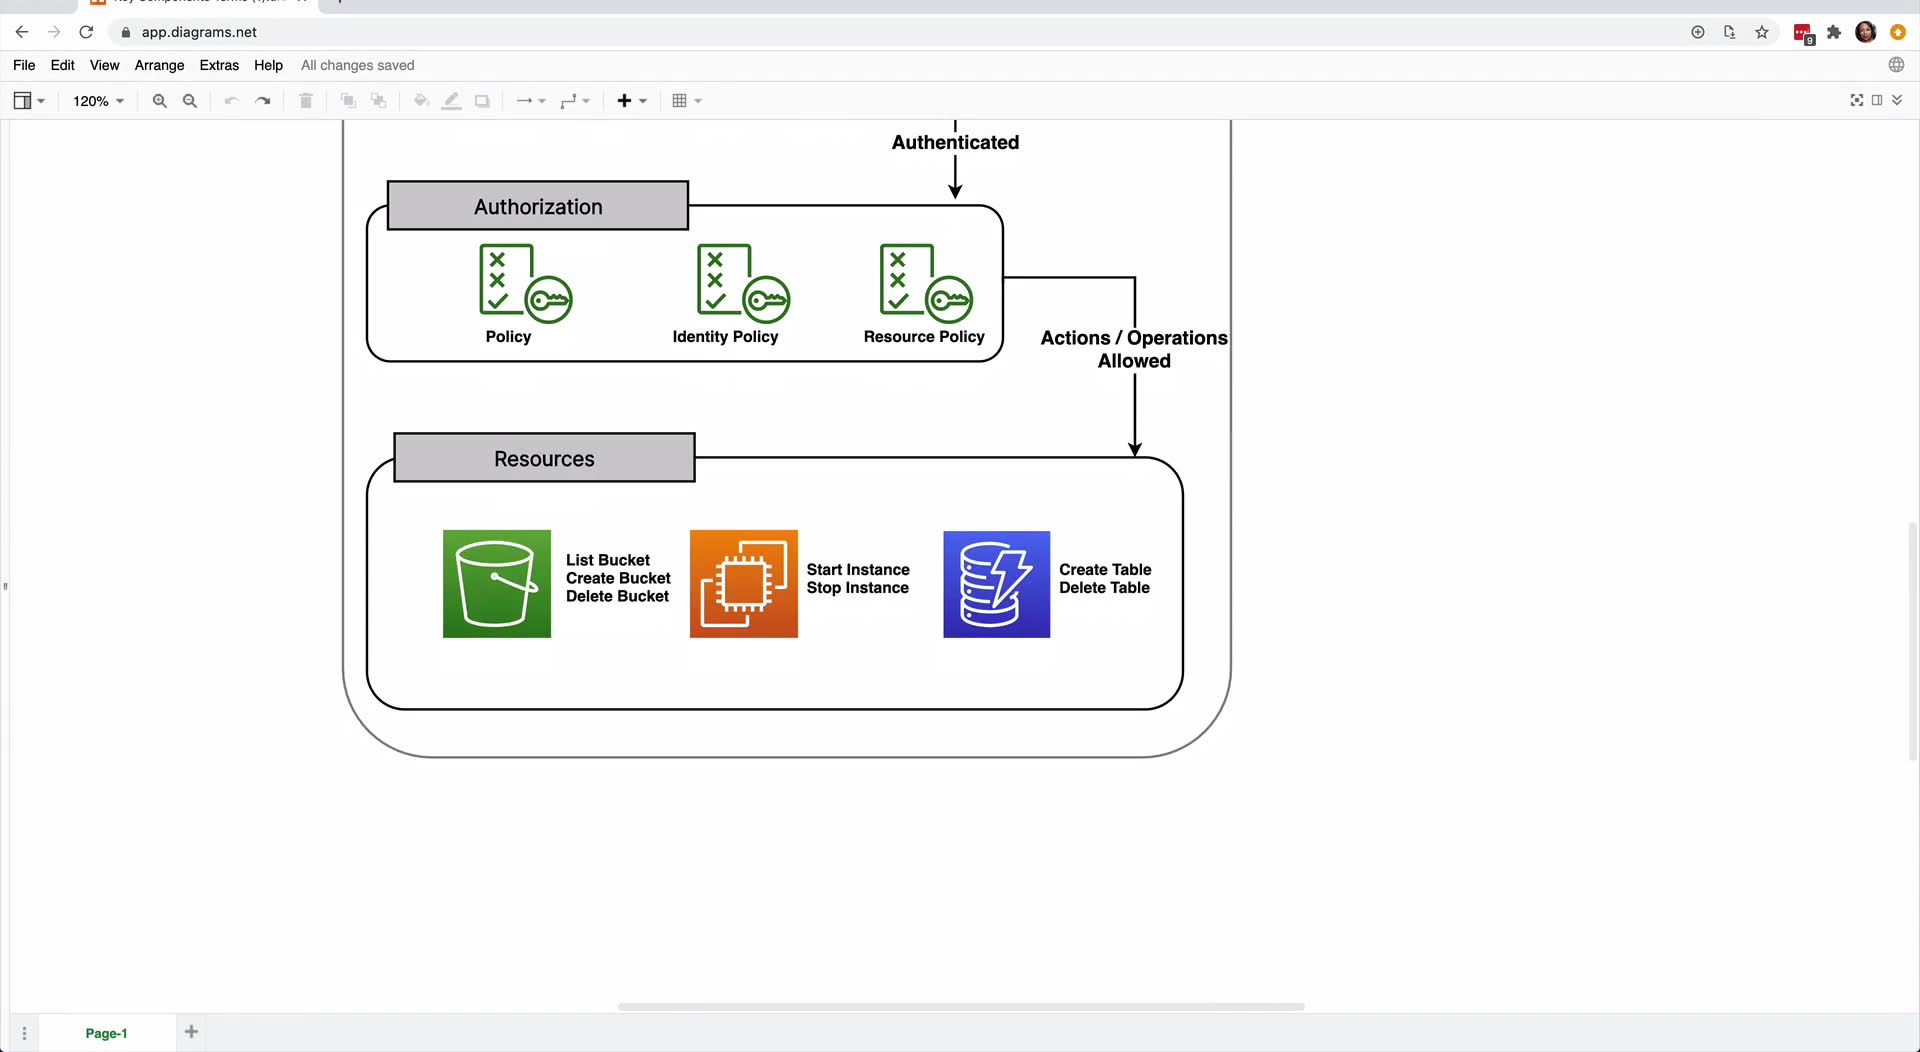 app.diagrams.net
9
File Edit View Arrange Extras Help All changes saved
120%
Authenticated
Authorization
Policy
Identity Policy
Resource Policy
Actions / Operations
Allowed
Resources
List Bucket
Create Bucket
Delete Bucket
Start Instance
Stop Instance
Create Table
Delete Table
Page-1